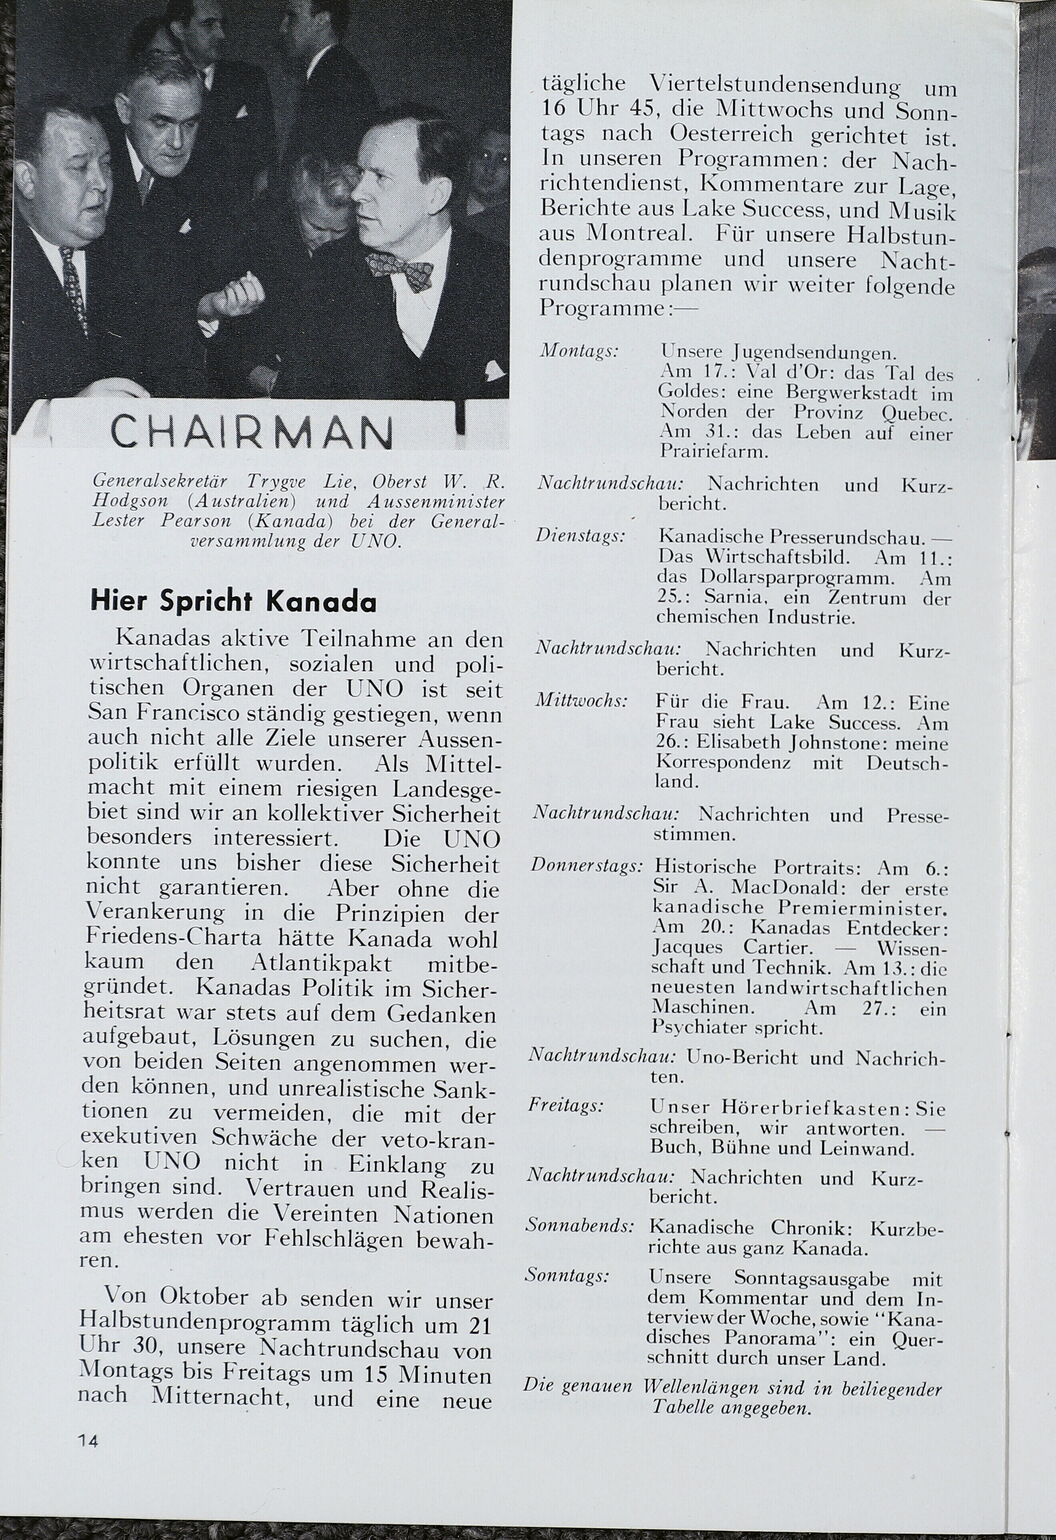 CHAIRMAN
Generalsekretär Trygve Lie, Oberst W. R.
Hodgson (Australien) und Aussenminister
Lester Pearson (Kanada) bei der General-
versammlung der UNO.
Hier Spricht Kanada
Kanadas aktive Teilnahme an den
wirtschaftlichen, sozialen und poli-
tischen Organen der UNO ist seit
San Francisco ständig gestiegen, wenn
auch nicht alle Ziele unserer Aussen-
politik erfüllt wurden. Als Mittel-
macht mit einem riesigen Landesge-
biet sind wir an kollektiver Sicherheit
besonders interessiert. Die UNO
konnte uns bisher diese Sicherheit
nicht garantieren. Aber ohne die
Verankerung in die Prinzipien der
Friedens-Charta hätte Kanada wohl
kaum den Atlantikpakt mitbe-
gründet. Kanadas Politik im Sicher-
heitsrat war stets auf dem Gedanken
aufgebaut, Lösungen zu suchen, die
von beiden Seiten angenommen wer-
den können, und unrealistische Sank-
tionen zu vermeiden, die mit der
exekutiven Schwäche der veto-kran-
ken UNO nicht in Einklang zu
bringen sind. Vertrauen und Realis-
mus werden die Vereinten Nationen
am ehesten vor Fehlschlägen bewah-
ren.
Von Oktober ab senden wir unser
Halbstundenprogramm täglich um 21
Uhr 30, unsere Nachtrundschau von
Montags bis Freitags um 15 Minuten
nach Mitternacht, und eine neue
14
tägliche Viertelstundensendung um
16 Uhr 45, die Mittwochs und Sonn-
tags nach Oesterreich gerichtet ist.
In unseren Programmen: der Nach-
richtendienst, Kommentare zur Lage,
Berichte aus Lake Success, und Musik
aus Montreal. Für unsere Halbstun-
denprogramme und unsere Nacht-
rundschau planen wir weiter folgende
Programme:—
Montags: Unsere Jugendsendungen.
Am 17.: Val d'Or: das Tal des
Goldes: eine Bergwerkstadt im
Norden der Provinz Quebec.
Am 31.: das Leben auf einer
Prairiefarm.
Nachtrundschau: Nachrichten und Kurz-
bericht.
Dienstags: Kanadische Presserundschau. —
Das Wirtschaftsbild. Am 11.:
das Dollarsparprogramm. Am
25.: Sarnia, ein Zentrum der
chemischen Industrie.
Nachtrundschau: Nachrichten und Kurz-
bericht.
Mittwochs: Für die Frau. Am 12.: Eine
Frau sieht Lake Success. Am
26.: Elisabeth Johnstone: meine
Korrespondenz mit Deutsch-
land.
Nachtrundschau: Nachrichten und Presse-
stimmen.
Donnerstags: Historische Portraits: Am 6.:
Sir A. MacDonald: der erste
kanadische Premierminister.
Am 20.: Kanadas Entdecker:
Jacques Cartier. — Wissen-
schaft und Technik. Am 13.: die
neuesten landwirtschaftlichen
Maschinen. Am 27.: ein
Psychiater spricht.
Nachtrundschau: Uno-Bericht und Nachrich-
ten.
Freitags: Unser Hörerbriefkasten: Sie
schreiben, wir antworten. —
Buch, Bühne und Leinwand.
Nachtrundschau: Nachrichten und Kurz-
bericht.
Sonnabends: Kanadische Chronik: Kurzbe-
richte aus ganz Kanada.
Sonntags: Unsere Sonntagsausgabe mit
dem Kommentar und dem In-
terview der Woche, sowie "Kana-
disches Panorama": ein Quer-
schnitt durch unser Land.
Die genauen Wellenlängen sind in beiliegender
Tabelle angegeben.